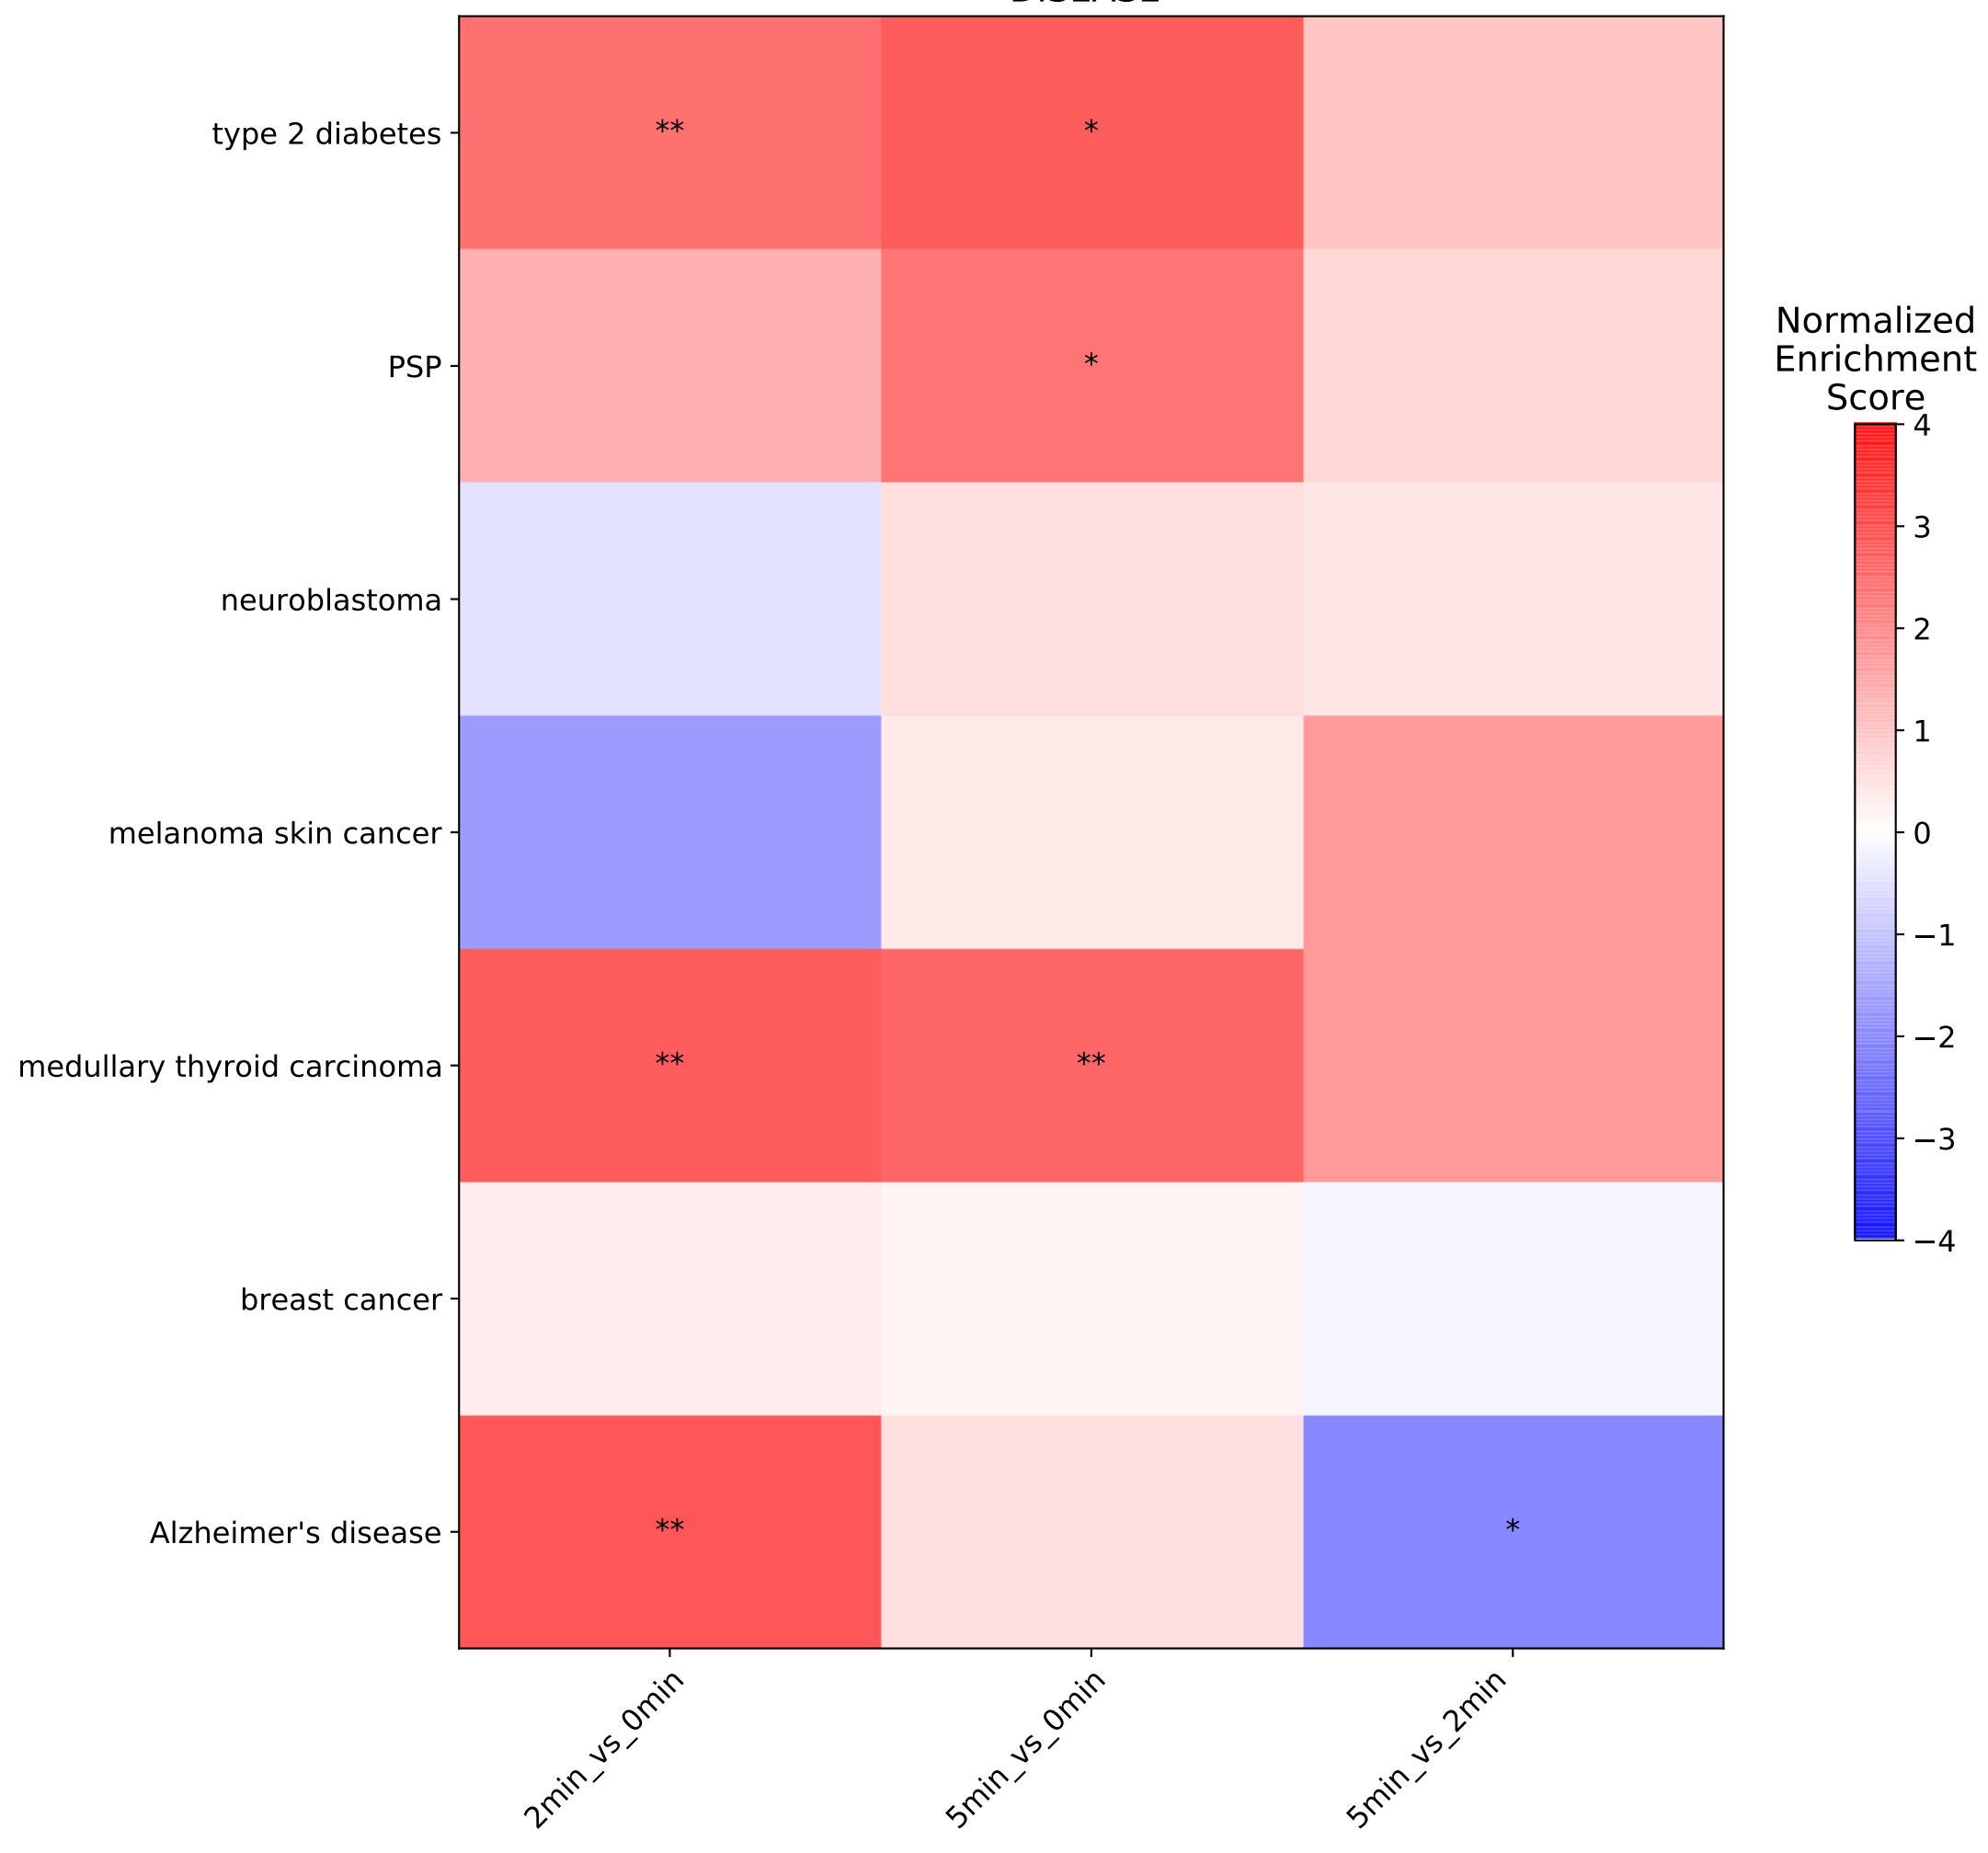 type 2 diabetes
**
*
PSP
*
neuroblastoma
melanoma skin cancer
medullary thyroid carcinoma
**
**
breast cancer
Alzheimer's disease
**
*
2min_vs_0min
5min_vs_0min
5min_vs_2min
Normalized
Enrichment
Score
4
3
2
1
0
−1
−2
−3
−4